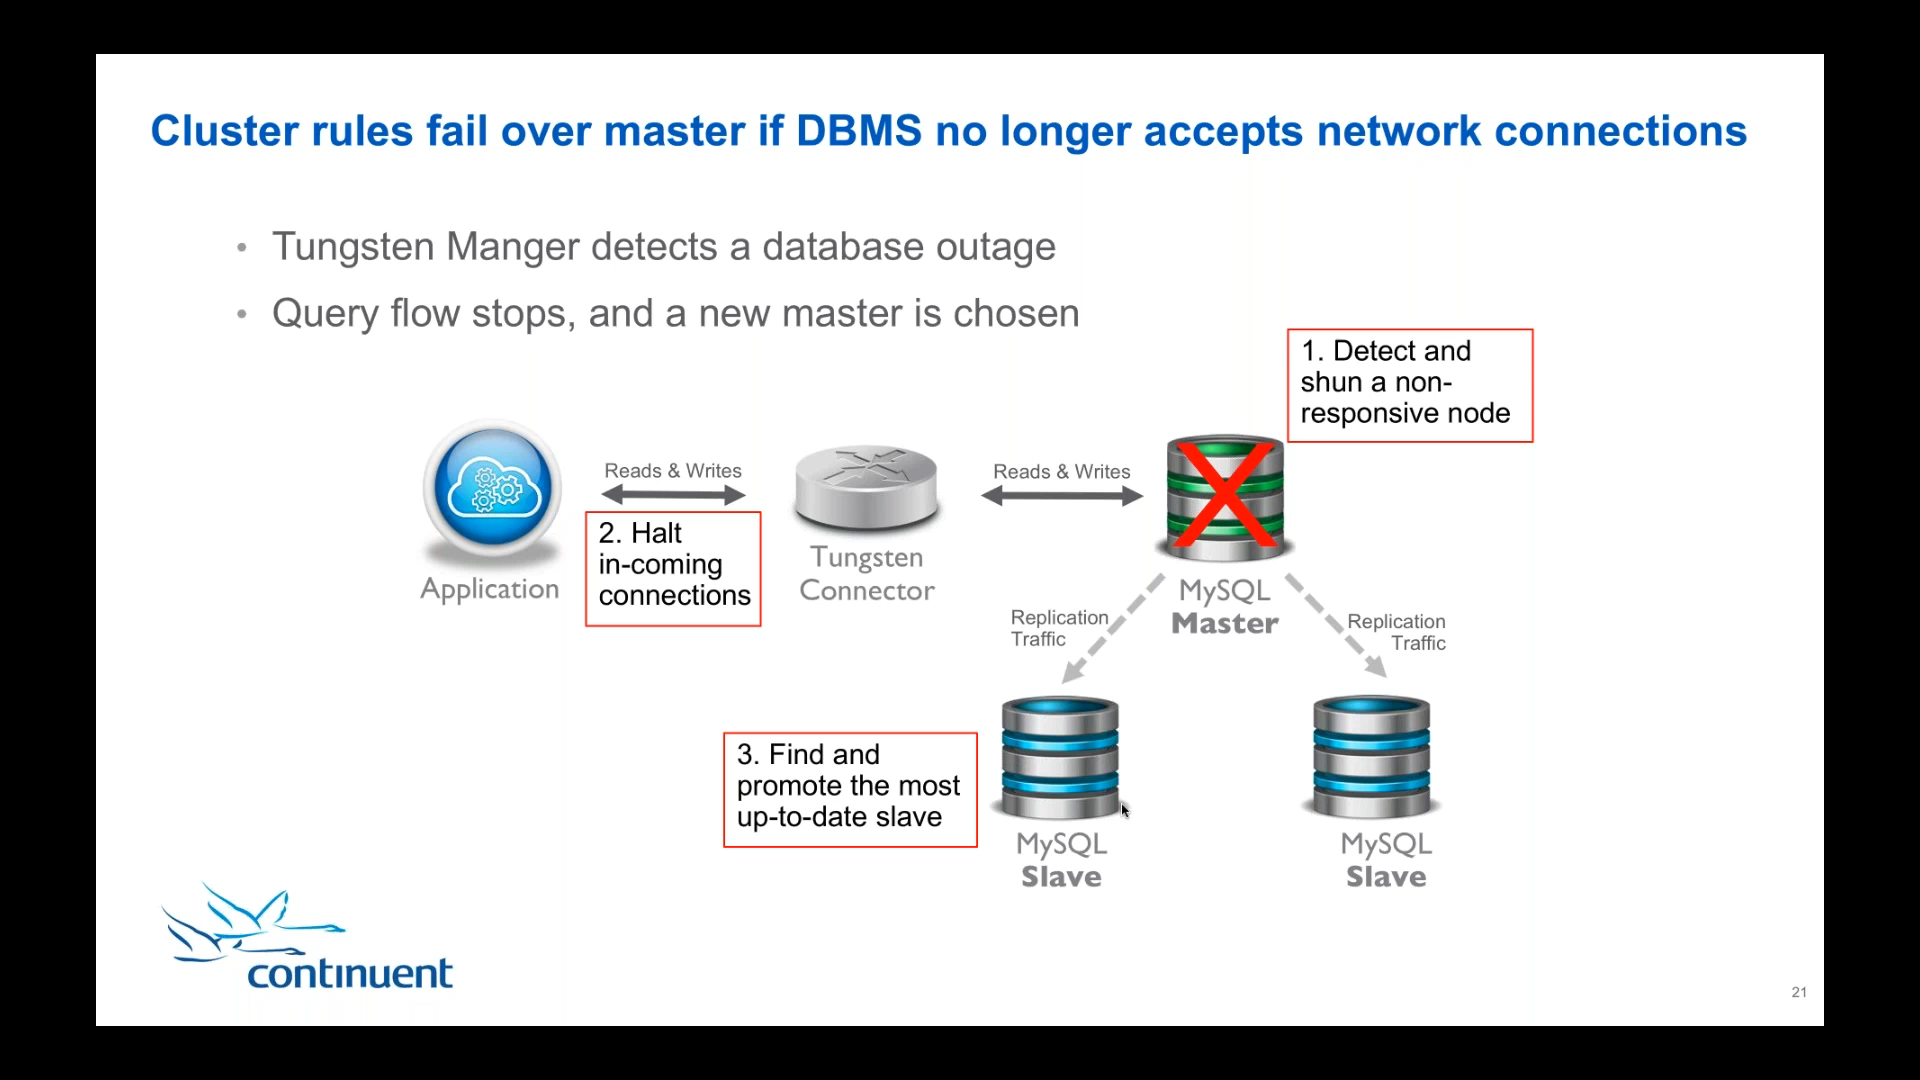 Cluster rules fail over master if DBMS no longer accepts network connections
• Tungsten Manger detects a database outage
• Query flow stops, and a new master is chosen
1. Detect and
shun a non-
responsive node
Reads & Writes
Reads & Writes
2. Halt
in-coming
connections
Application
Tungsten
Connector
MySQL
Master
Replication
Traffic
Replication
Traffic
3. Find and
promote the most
up-to-date slave
MySQL
Slave
MySQL
Slave
continuent
21